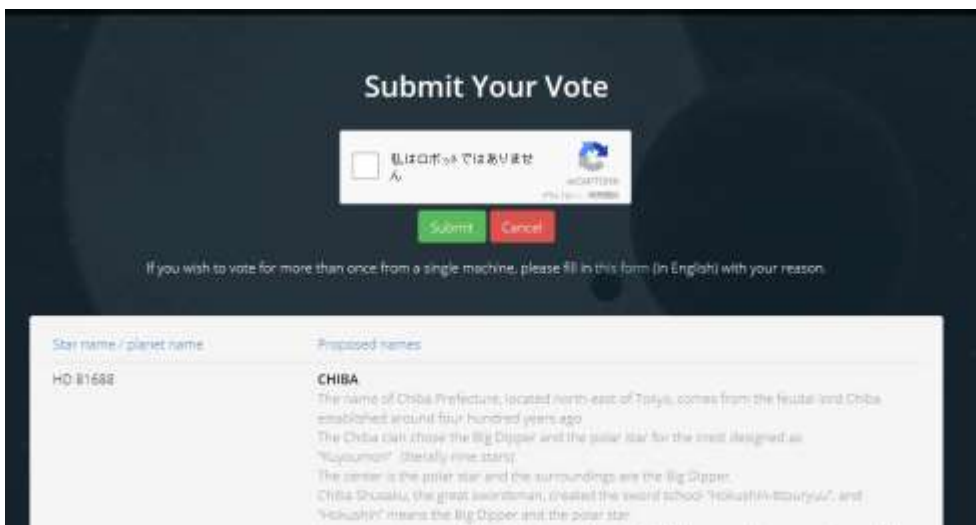 Submit Your Vote
私はロボットではありませ
ん
reCAPTCHA
Submit Cancel
If you wish to vote for more than once from a single machine, please fill in this form (in English) with your reason.
Star name / planet name Proposed names
HD 81688 CHIBA
The name of Chiba Prefecture, located north-east of Tokyo, comes from the feudal lord Chiba
established around four hundred years ago
The Chiba clan chose the Big Dipper and the polar star for the crest designed as
"Kuyoumon" (literally nine stars)
The center is the polar star and the surroundings are the Big Dipper.
Chiba Shusaku, the great swordsman, created the sword school "Hokushin-Ittouryuu", and
"Hokushin" means the Big Dipper and the polar star